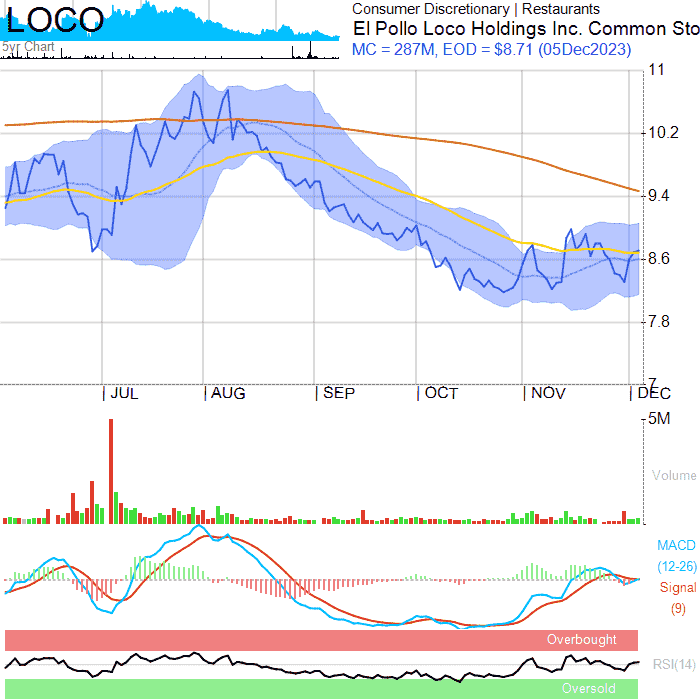 LOCO
5yr Chart
Consumer Discretionary | Restaurants
El Pollo Loco Holdings Inc. Common Sto
MC = 287M, EOD = $8.71 (05Dec2023)
11
10.2
9.4
8.6
7.8
7
JUL AUG SEP OCT NOV DEC
5M
Volume
MACD
(12-26)
Signal
(9)
Overbought
RSI(14)
Oversold